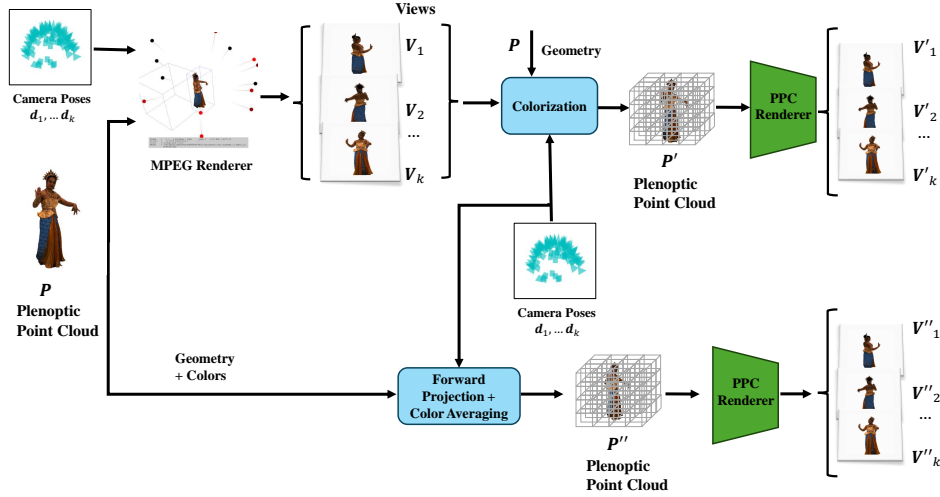 Views
Camera Poses
d₁, … dₖ
MPEG Renderer
V₁
V₂
...
Vₖ
P
Geometry
Colorization
P′
Plenoptic
Point Cloud
PPC
Renderer
V′₁
V′₂
...
V′ₖ
P
Plenoptic
Point Cloud
Camera Poses
d₁, … dₖ
Geometry
+ Colors
Forward
Projection +
Color Averaging
P′′
Plenoptic
Point Cloud
PPC
Renderer
V′′₁
V′′₂
...
V′′ₖ